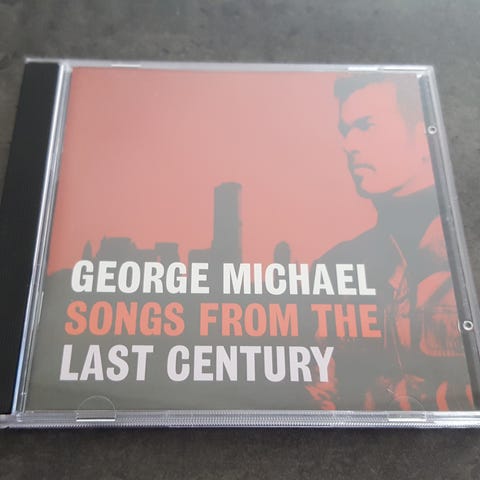 GEORGE MICHAEL
SONGS FROM THE
LAST CENTURY